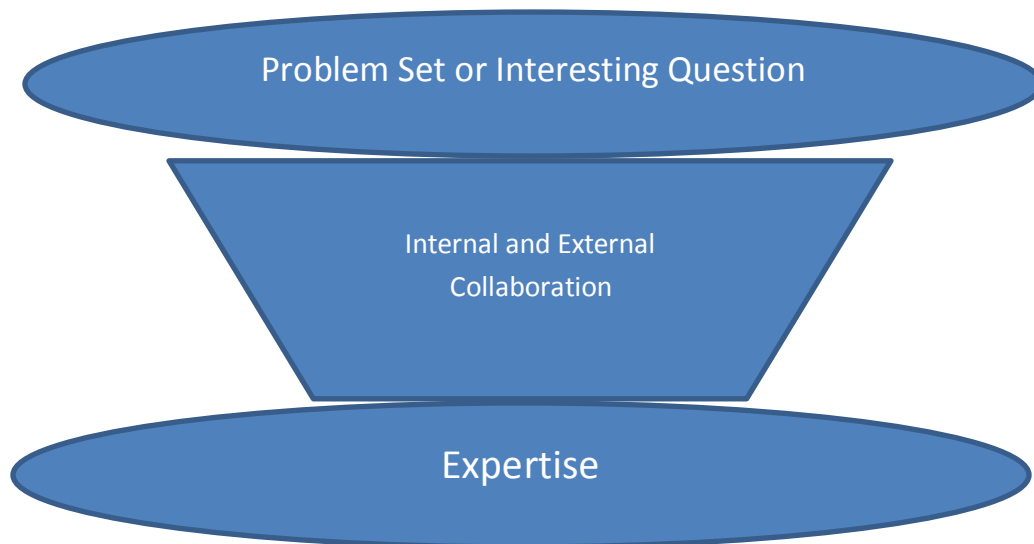 Problem Set or Interesting Question
Internal and External
Collaboration
Expertise